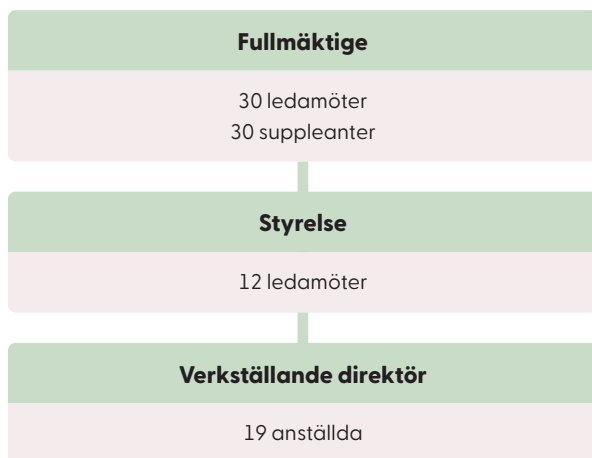 Fullmäktige
30 ledamöter
30 suppleanter
Styrelse
12 ledamöter
Verkställande direktör
19 anställda